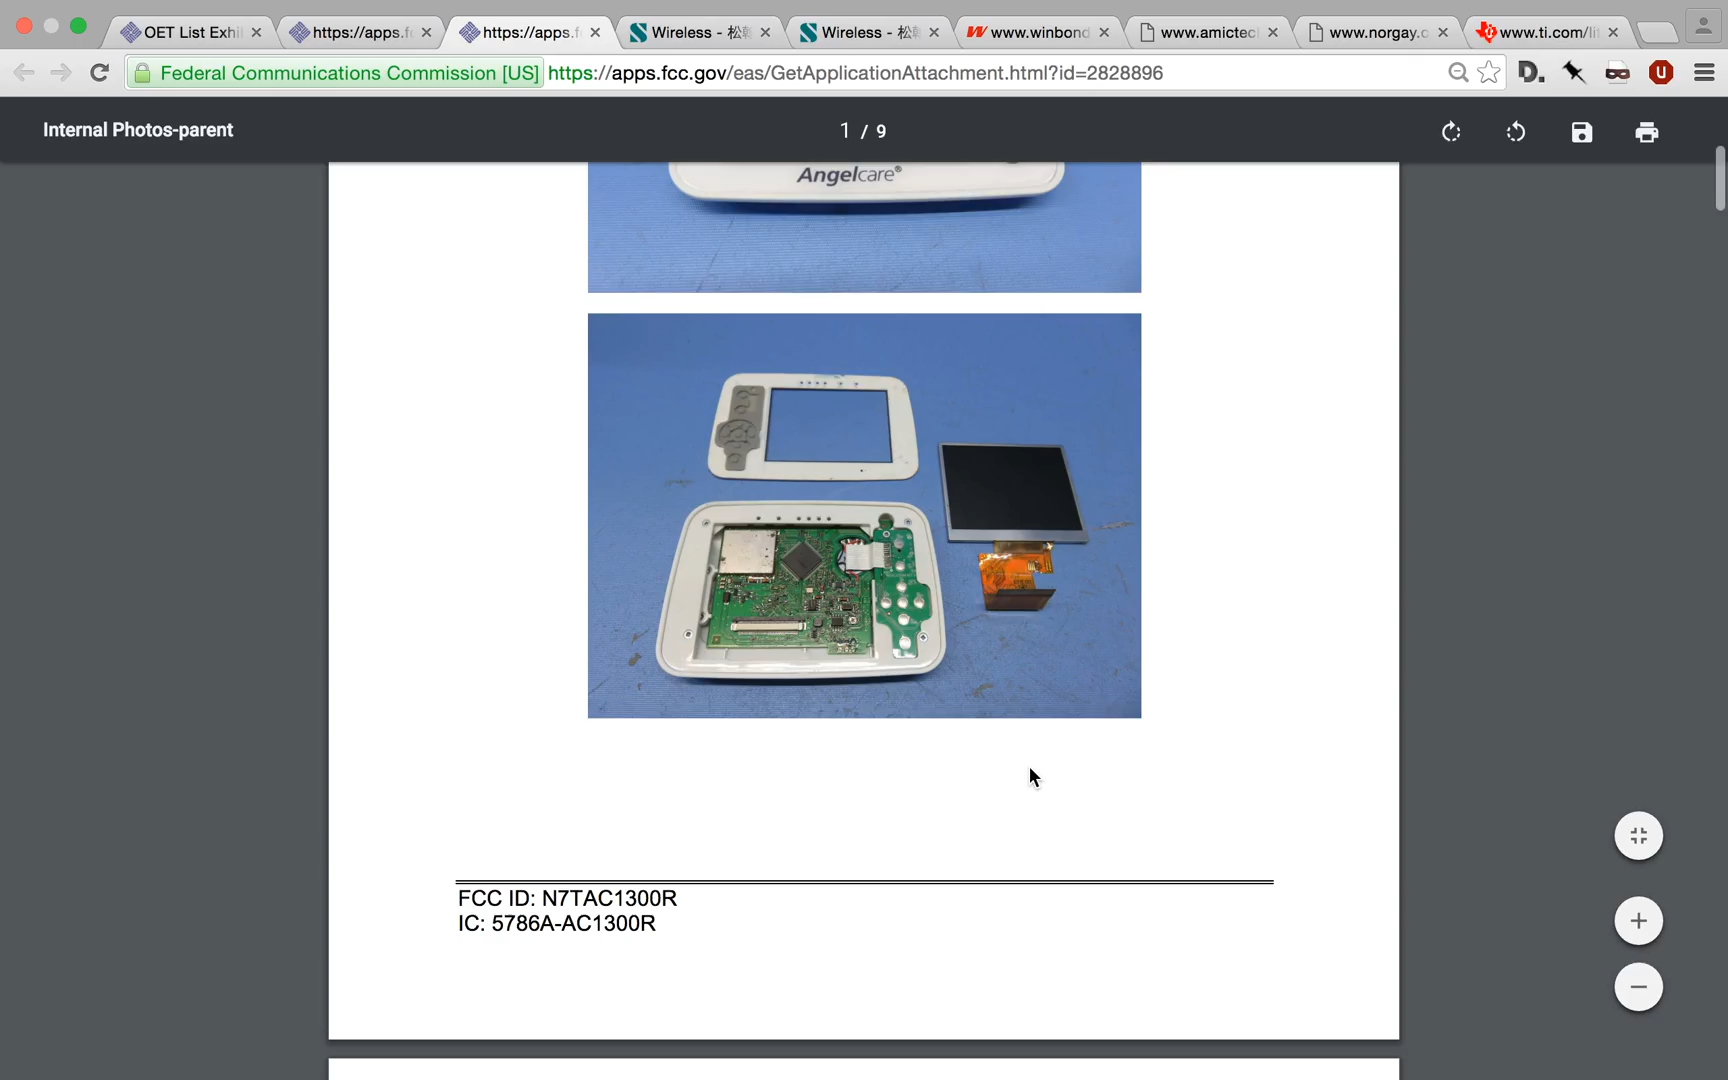 OET List Exhi
https://apps.f
https://apps.f
Wireless - 松
Wireless - 松
www.winbond
www.amictec
www.norgay.c
www.ti.com/li
Federal Communications Commission [US]
https://apps.fcc.gov/eas/GetApplicationAttachment.html?id=2828896
Internal Photos-parent
1 / 9
Angelcare®
FCC ID: N7TAC1300R
IC: 5786A-AC1300R